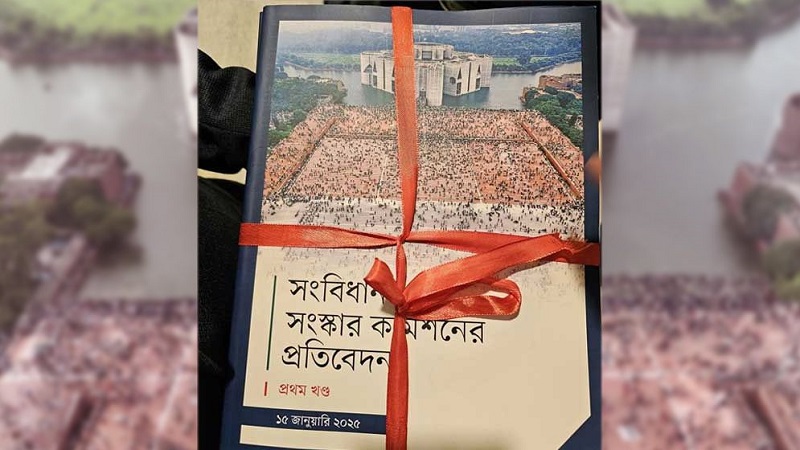 সংবিধান
সংস্কার কমিশনের
প্রতিবেদন
প্রথম খণ্ড
১৫ জানুয়ারি ২০২৫